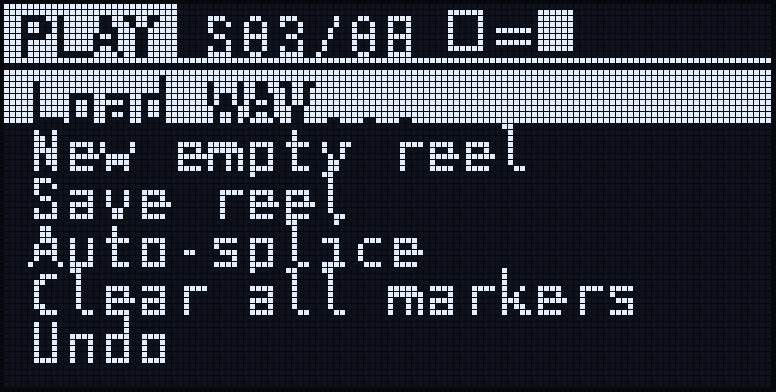 PLAY S03/08 □=■
Load WAV...
New empty reel
Save reel
Auto-splice
Clear all markers
Undo